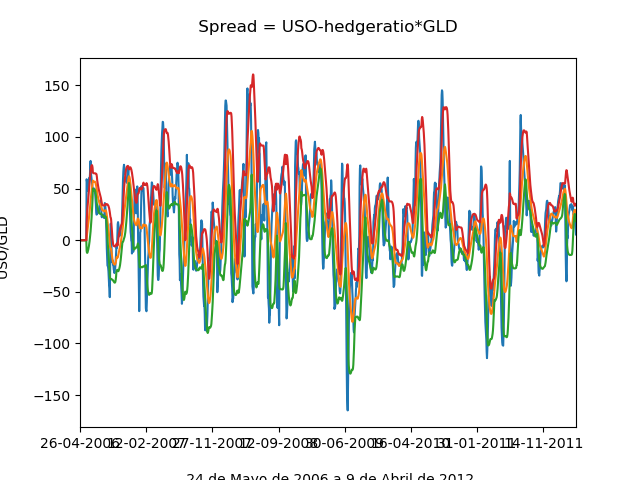 Spread = USO-hedgeratio*GLD
USO/GLD
150
100
50
0
−50
−100
−150
26-04-2006 12-02-2007 27-11-2007 12-09-2008 30-06-2009 16-04-2010 31-01-2011 14-11-2011
24 de Mayo de 2006 a 9 de Abril de 2012